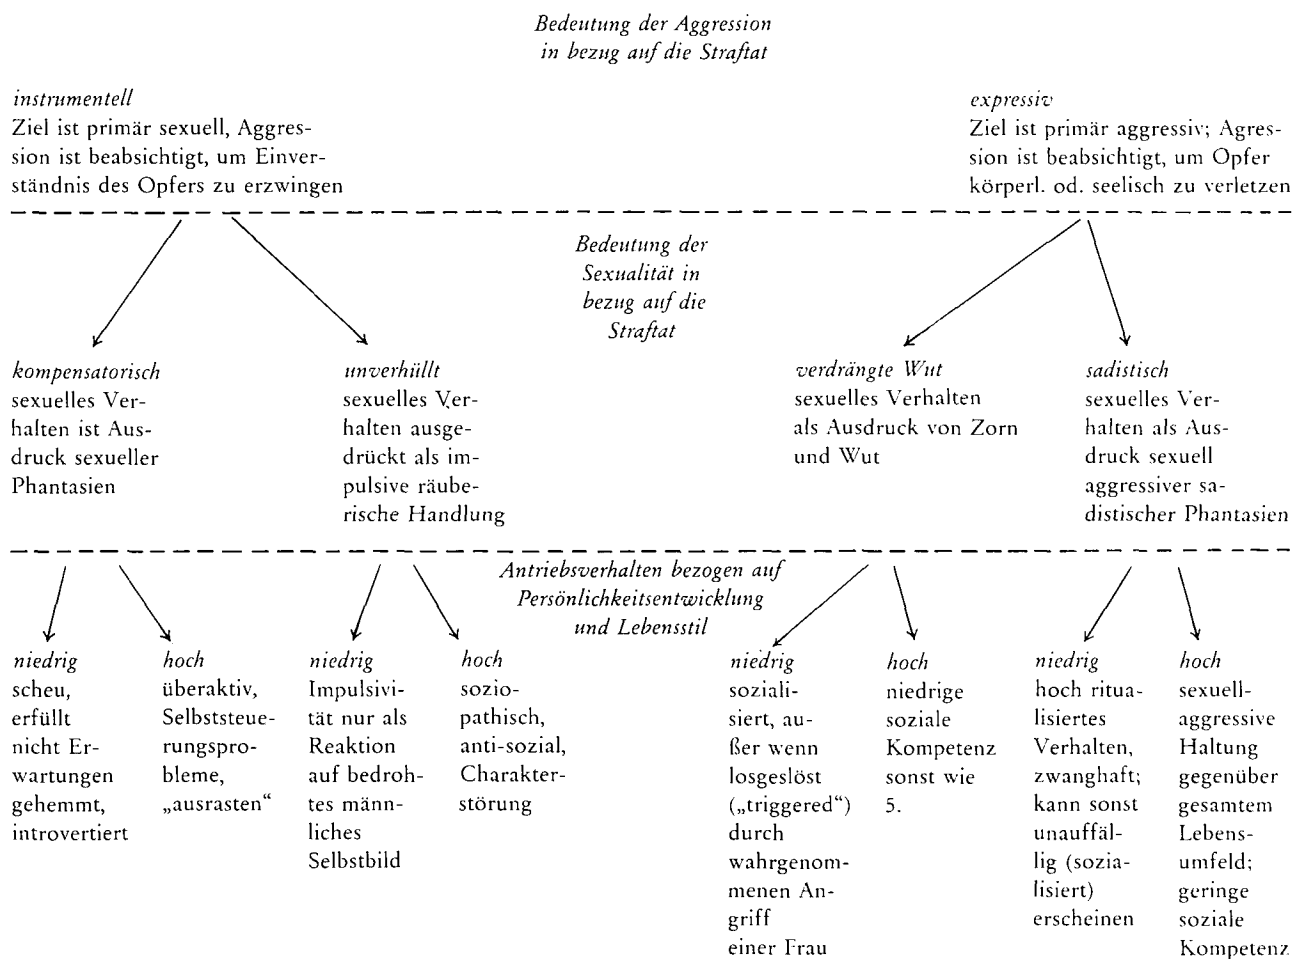 Bedeutung der Aggression
in bezug auf die Straftat
instrumentell
Ziel ist primär sexuell, Aggres-
sion ist beabsichtigt, um Einver-
ständnis des Opfers zu erzwingen
expressiv
Ziel ist primär aggressiv; Agres-
sion ist beabsichtigt, um Opfer
körperl. od. seelisch zu verletzen
Bedeutung der
Sexualität in
bezug auf die
Straftat
kompensatorisch
sexuelles Ver-
halten ist Aus-
druck sexueller
Phantasien
unverhüllt
sexuelles Ver-
halten ausge-
drückt als im-
pulsive räube-
rische Handlung
verdrängte Wut
sexuelles Verhalten
als Ausdruck von Zorn
und Wut
sadistisch
sexuelles Ver-
halten als Aus-
druck sexuell
aggressiver sa-
distischer Phantasien
Antriebsverhalten bezogen auf
Persönlichkeitsentwicklung
und Lebensstil
niedrig
scheu,
erfüllt
nicht Er-
wartungen
gehemmt,
introvertiert
hoch
überaktiv,
Selbststeue-
rungspro-
bleme,
„ausrasten“
niedrig
Impulsivi-
tät nur als
Reaktion
auf bedroh-
tes männ-
liches
Selbstbild
hoch
sozio-
pathisch,
anti-sozial,
Charakter-
störung
niedrig
soziali-
siert, au-
ßer wenn
losgelöst
(„triggered“)
durch
wahrgenom-
menen An-
griff
einer Frau
hoch
niedrige
soziale
Kompetenz
sonst wie
5.
niedrig
hoch ritua-
lisiertes
Verhalten,
zwanghaft;
kann sonst
unauffäl-
lig (sozia-
lisiert)
erscheinen
hoch
sexuell-
aggressive
Haltung
gegenüber
gesamtem
Lebens-
umfeld;
geringe
soziale
Kompetenz